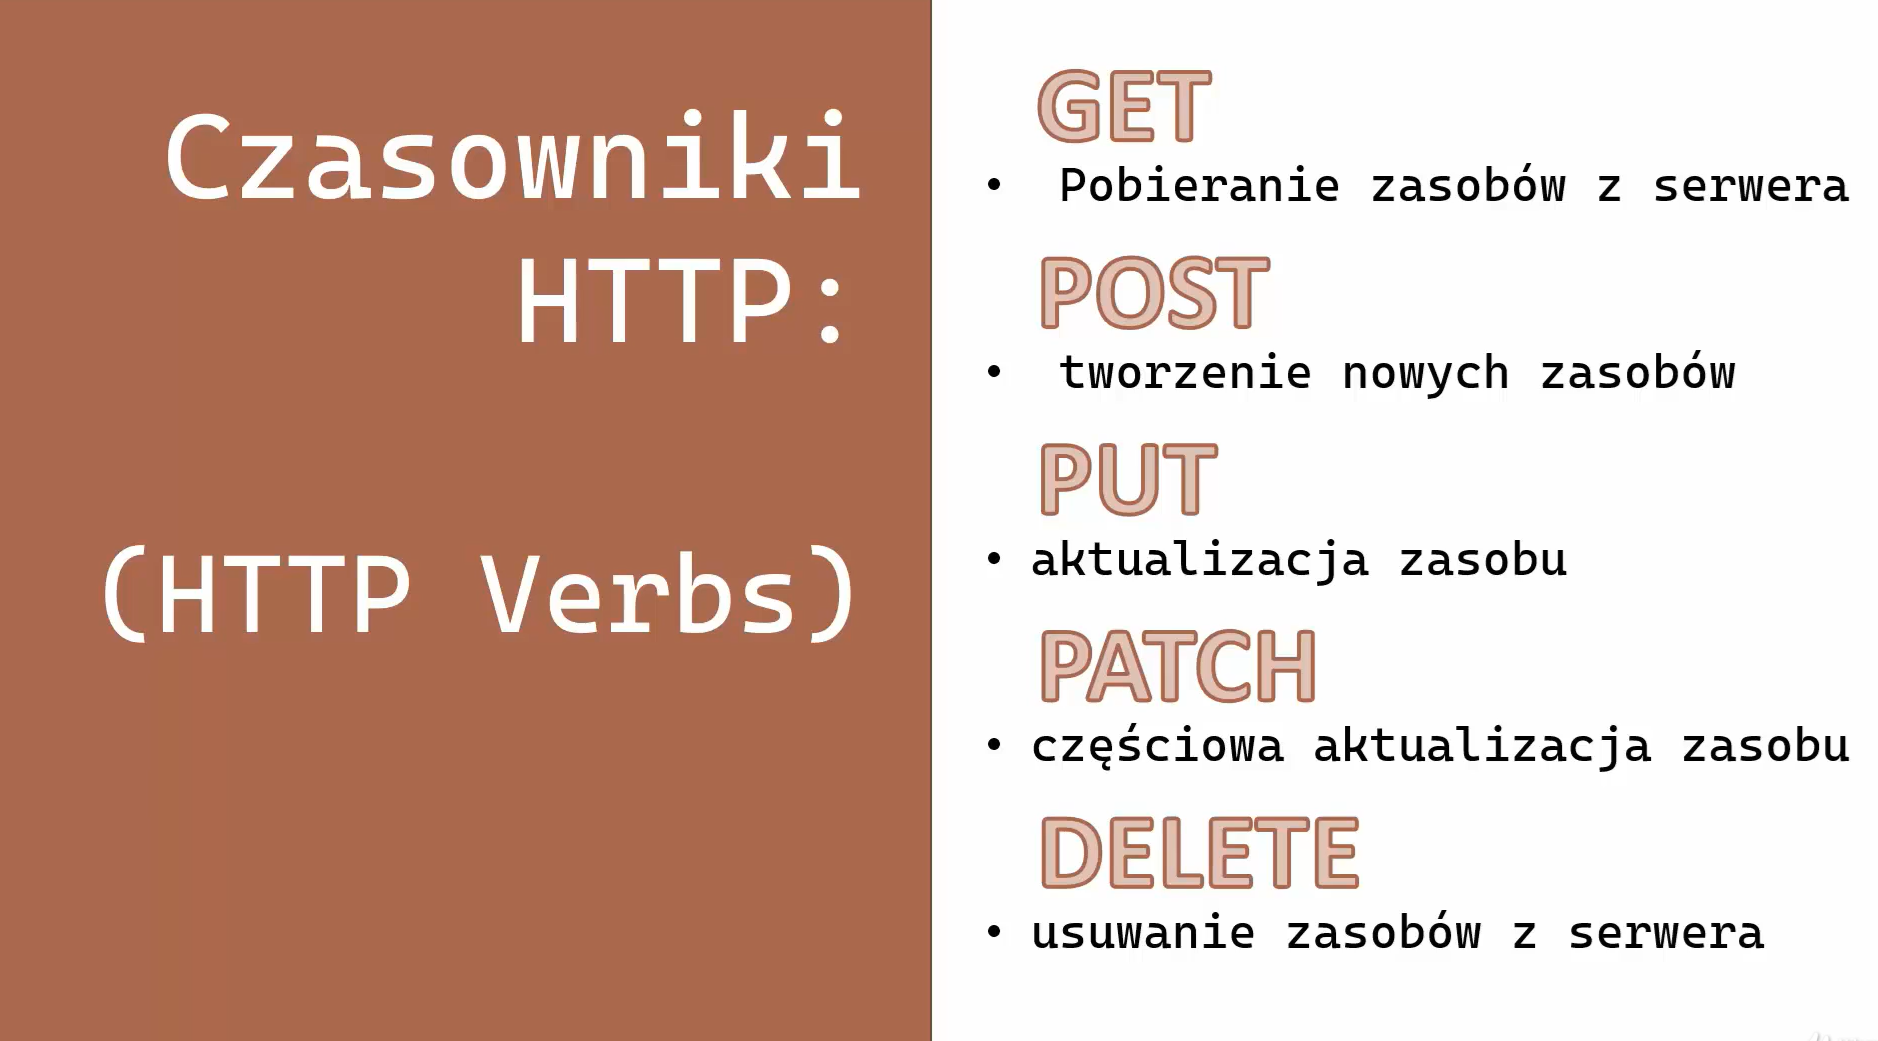 Czasowniki
HTTP:
(HTTP Verbs)
GET
• Pobieranie zasobów z serwera
POST
• tworzenie nowych zasobów
PUT
• aktualizacja zasobu
PATCH
• częściowa aktualizacja zasobu
DELETE
• usuwanie zasobów z serwera